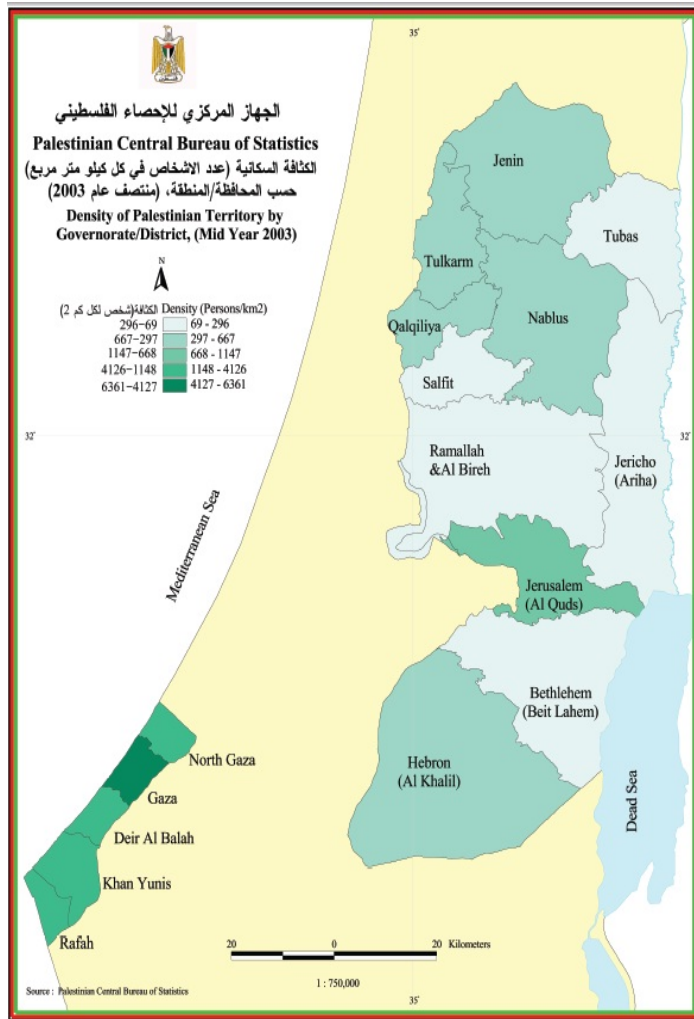 الجهاز المركزي للإحصاء الفلسطيني
Palestinian Central Bureau of Statistics
الكثافة السكانية (عدد الاشخاص في كل كيلو متر مربع)
حسب المحافظة/المنطقة، (منتصف عام 2003)
Density of Palestinian Territory by
Governorate/District, (Mid Year 2003)
N
الكثافة(شخص لكل كم 2) Density (Persons/km2)
296-69 69 - 296
667-297 297 - 667
1147-668 668 - 1147
4126-1148 1148 - 4126
6361-4127 4127 - 6361
35
Jenin
Tubas
Tulkarm
Nablus
Qalqiliya
Salfit
32
32
Ramallah
&Al Bireh
Jericho
(Ariha)
Mediterranean Sea
Jerusalem
(Al Quds)
Bethlehem
(Beit Lahem)
Hebron
(Al Khalil)
Dead Sea
North Gaza
Gaza
Deir Al Balah
Khan Yunis
Rafah
20 0 20 Kilometers
1 : 750,000
Source : Palestinian Central Bureau of Statistics
35